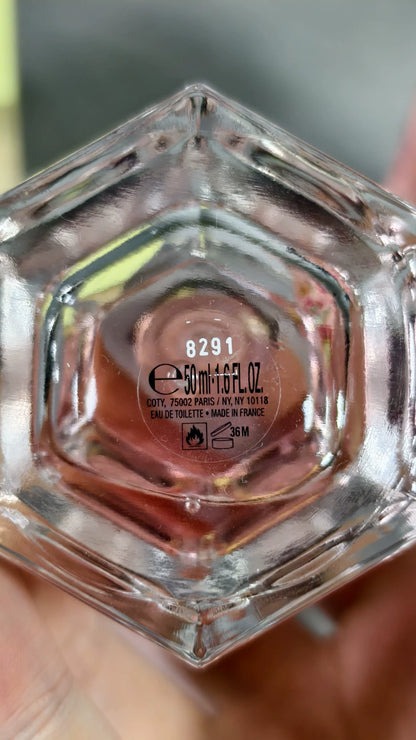 8291
℮50 ml·1.6 FL.OZ.
COTY, 75002 PARIS / NY, NY 10118
EAU DE TOILETTE • MADE IN FRANCE
36 M